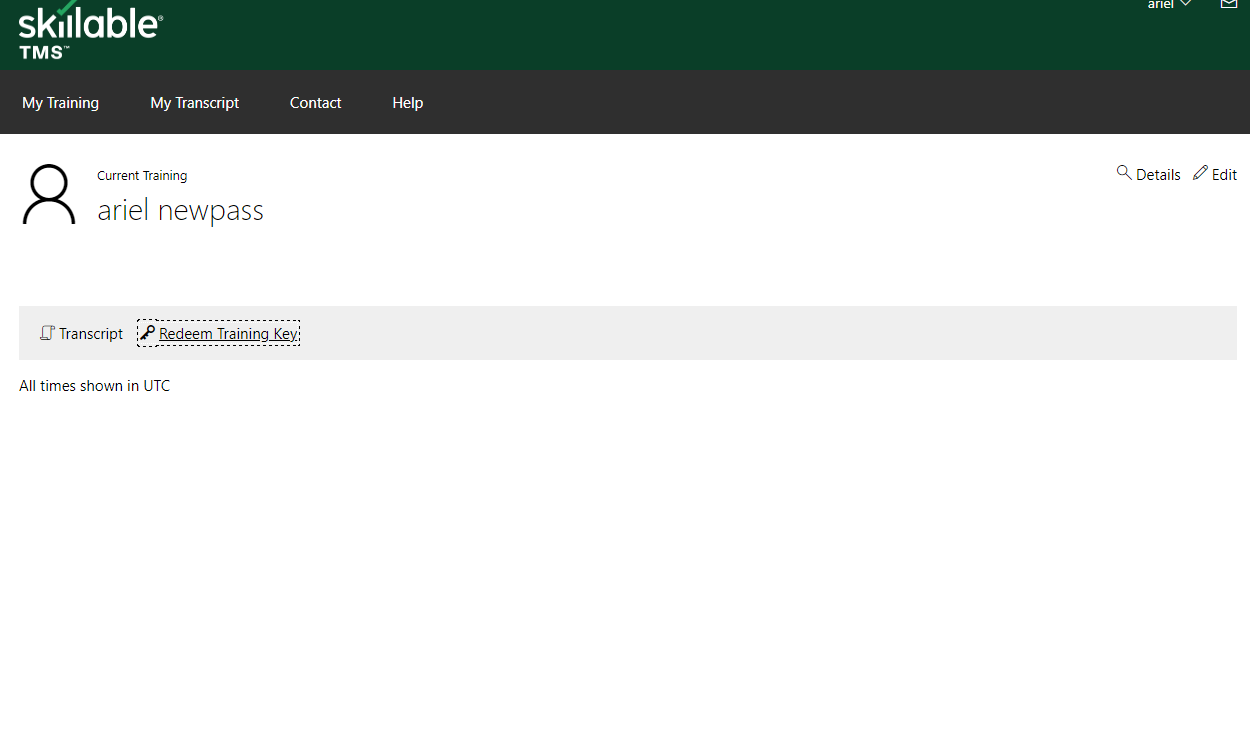 ariel
skillable®
TMS™
My Training My Transcript Contact Help
Current Training
Details Edit
ariel newpass
Transcript Redeem Training Key
All times shown in UTC